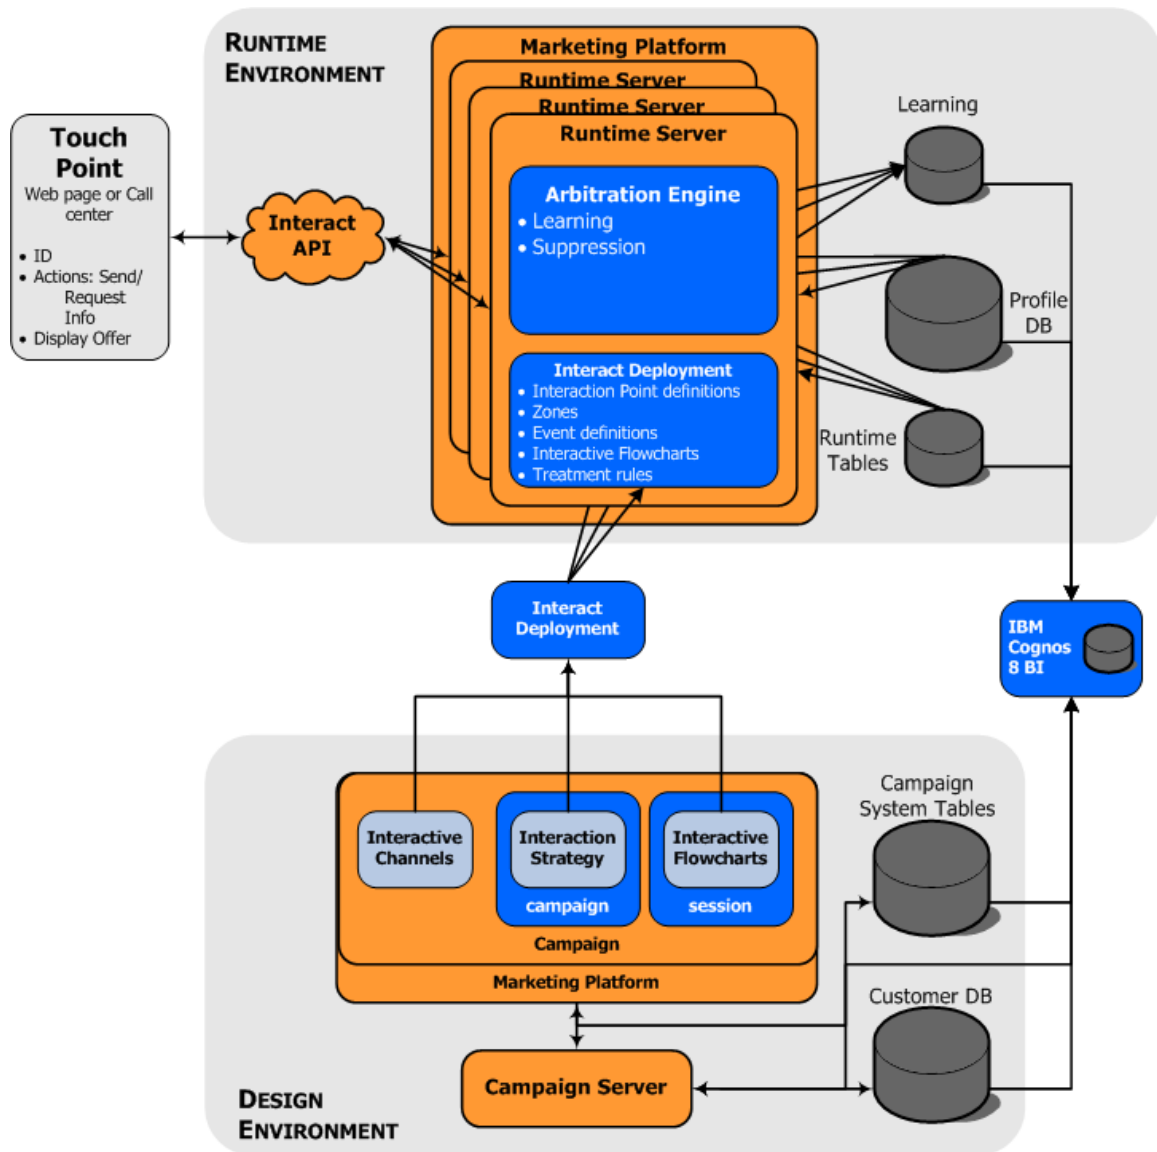 RUNTIME
ENVIRONMENT
Marketing Platform
Runtime Server
Runtime Server
Runtime Server
Touch
Point
Web page or Call
center
• ID
• Actions: Send/
Request
Info
• Display Offer
Interact
API
Arbitration Engine
• Learning
• Suppression
Interact Deployment
• Interaction Point definitions
• Zones
• Event definitions
• Interactive Flowcharts
• Treatment rules
Learning
Profile
DB
Runtime
Tables
Interact
Deployment
IBM
Cognos
8 BI
Interactive
Channels
Interaction
Strategy
campaign
Interactive
Flowcharts
session
Campaign
Marketing Platform
Campaign
System Tables
Customer DB
Campaign Server
DESIGN
ENVIRONMENT